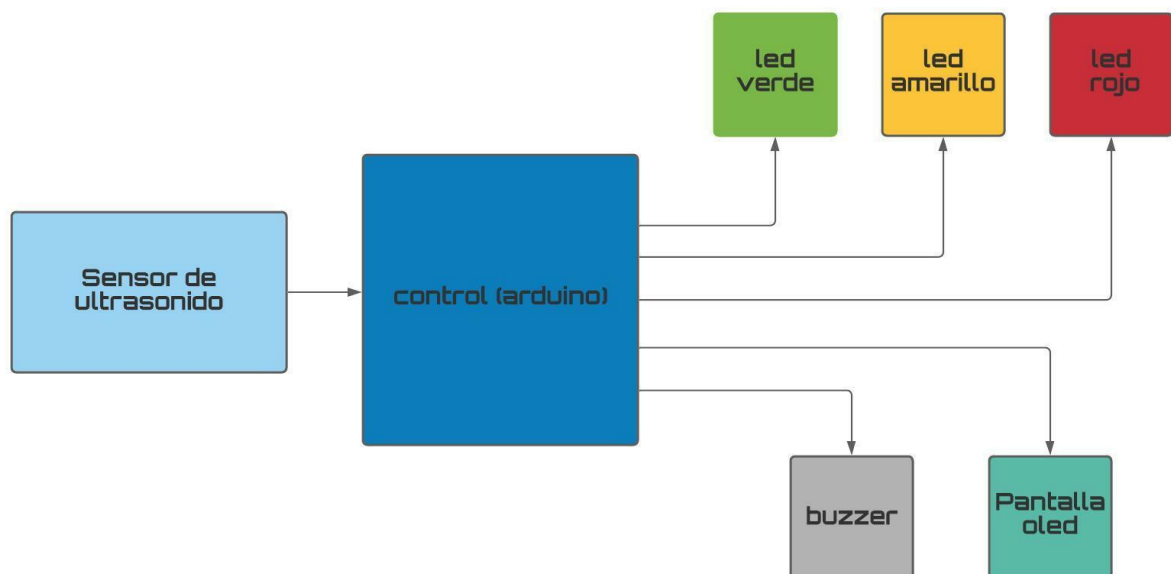 led
verde
led
amarillo
led
rojo
Sensor de
ultrasonido
control (arduino)
buzzer
Pantalla
oled